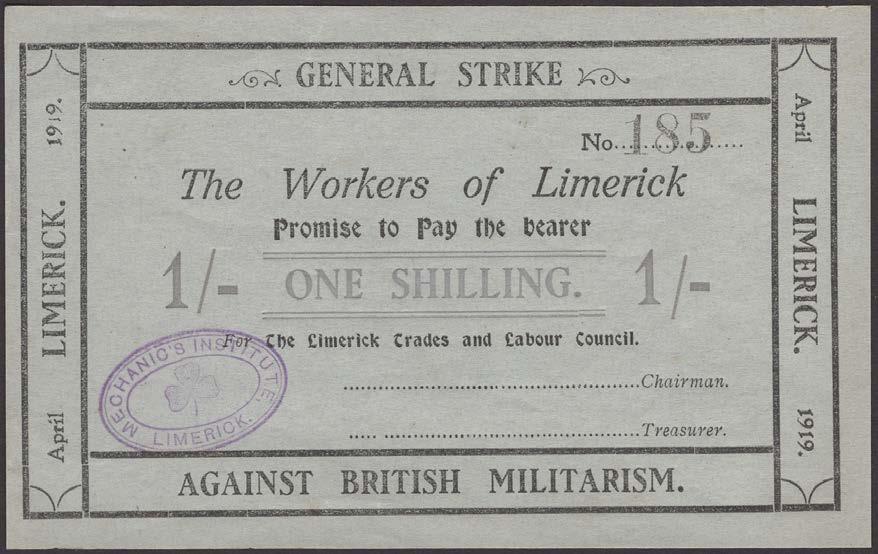 GENERAL STRIKE
No. 185
The Workers of Limerick
Promise to Pay the bearer
1/- ONE SHILLING. 1/-
For The Limerick Trades and Labour Council.
Chairman.
Treasurer.
AGAINST BRITISH MILITARISM.
April LIMERICK. 1919.
April LIMERICK. 1919.
MECHANIC'S INSTITUTE.
LIMERICK.